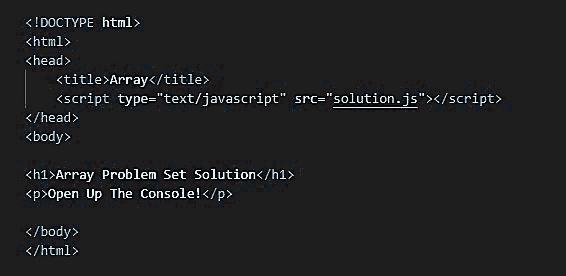 <!DOCTYPE html>
<html>
<head>
    <title>Array</title>
    <script type="text/javascript" src="solution.js"></script>
</head>
<body>

<h1>Array Problem Set Solution</h1>
<p>Open Up The Console!</p>

</body>
</html>